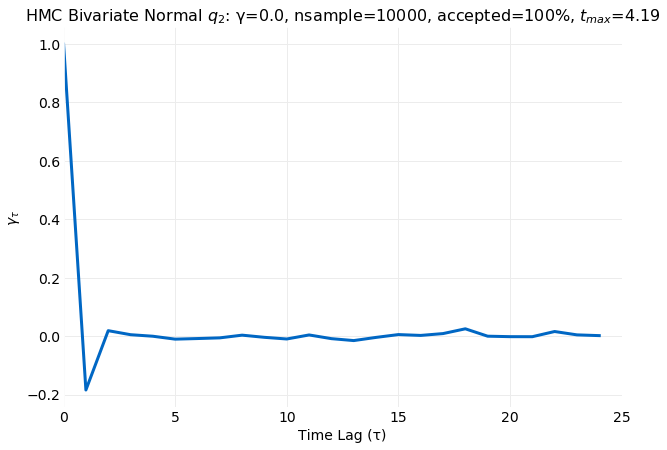 HMC Bivariate Normal q₂: γ=0.0, nsample=10000, accepted=100%, t_max=4.19
1.0
0.8
0.6
0.4
0.2
0.0
−0.2
γ_τ
0 5 10 15 20 25
Time Lag (τ)